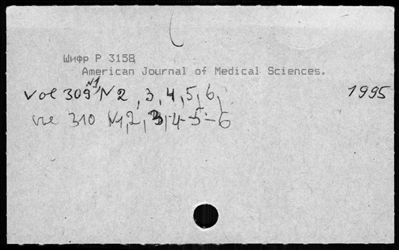 Шифр P 3158
American Journal of Medical Sciences.
vol 309 N1 N 2, 3, 4, 5, 6, 1995
vol 310 N1, 2, 3, 4-5-6